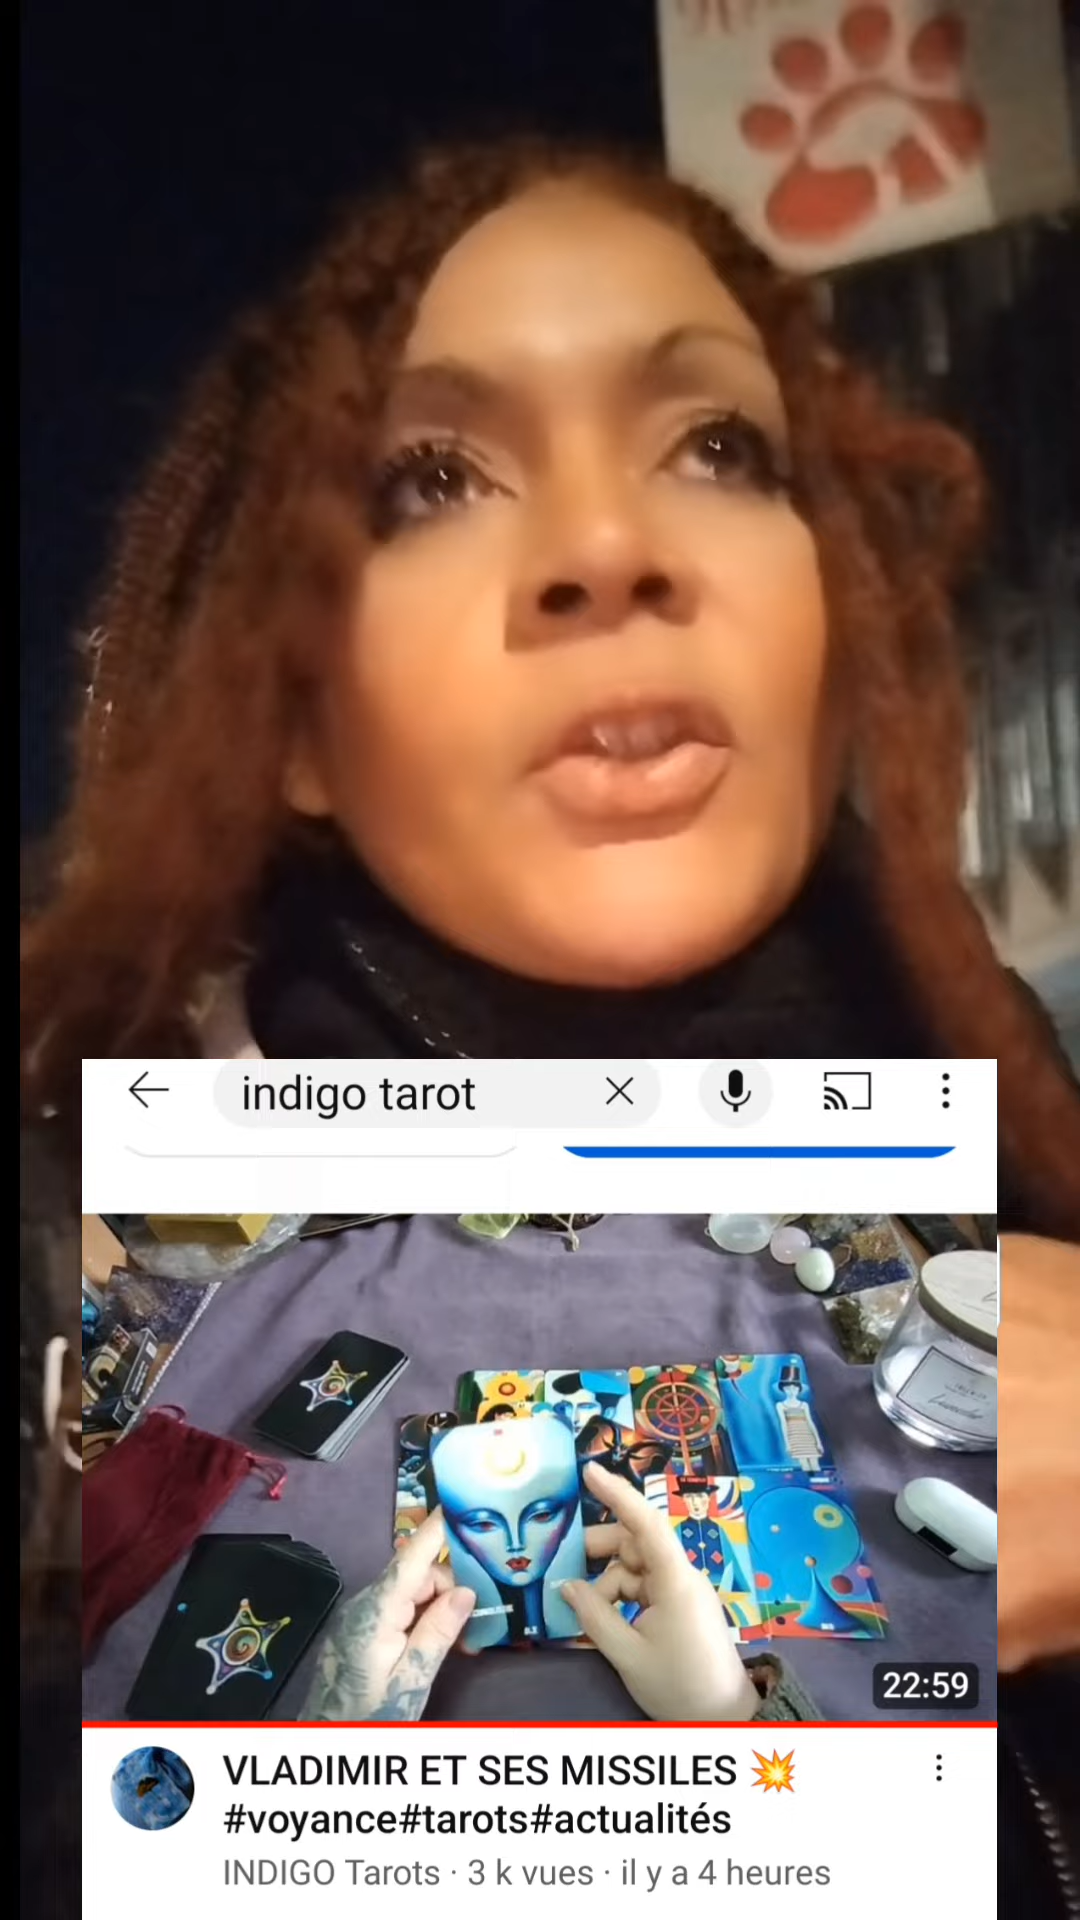 indigo tarot
22:59
VLADIMIR ET SES MISSILES 💥
#voyance#tarots#actualités
INDIGO Tarots · 3 k vues · il y a 4 heures